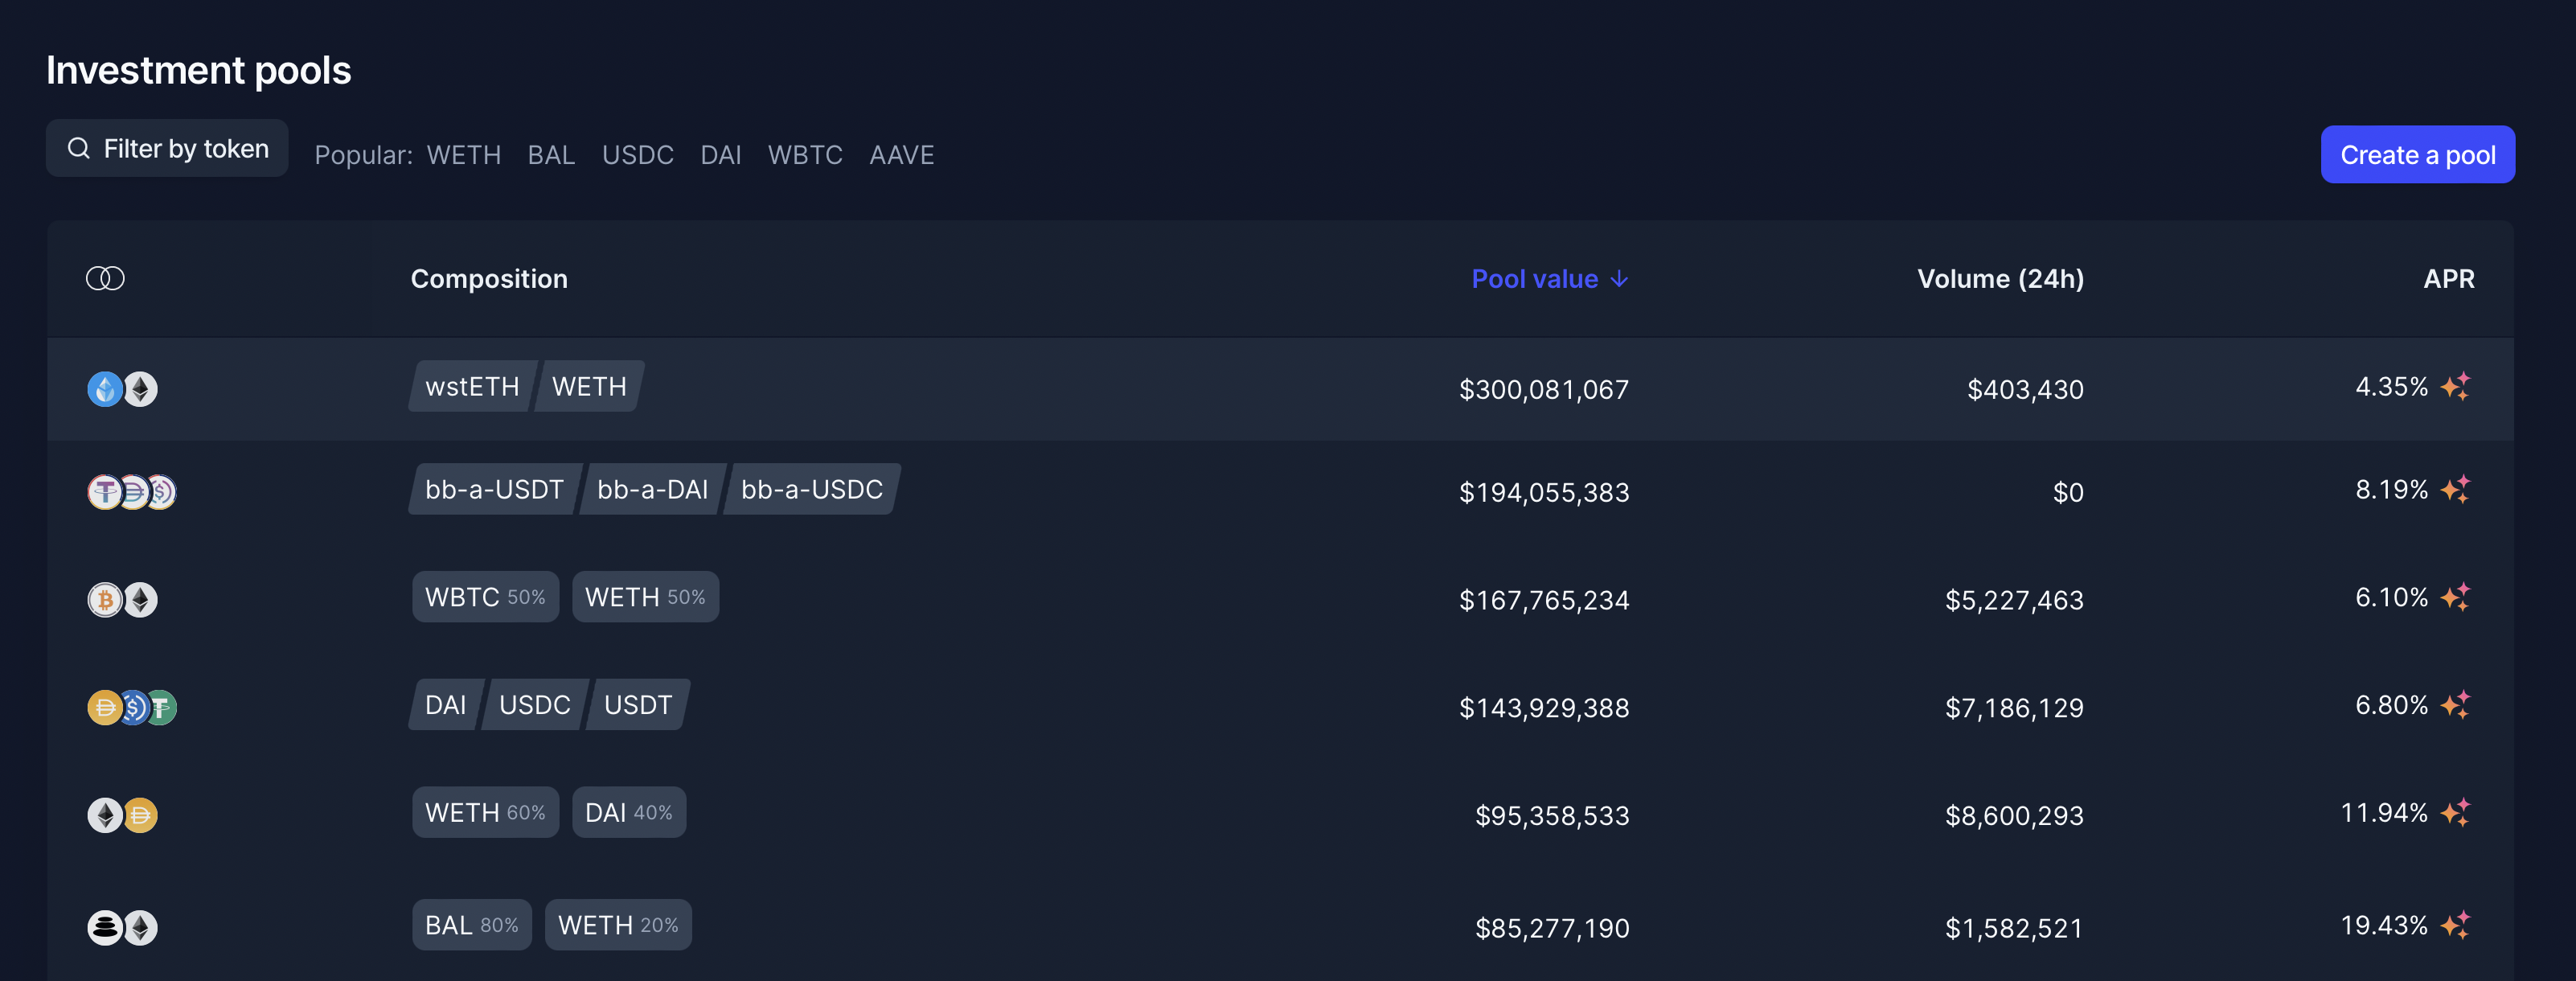 Investment pools
Filter by token Popular: WETH BAL USDC DAI WBTC AAVE Create a pool
Composition Pool value ↓ Volume (24h) APR
wstETH WETH $300,081,067 $403,430 4.35%
bb-a-USDT bb-a-DAI bb-a-USDC $194,055,383 $0 8.19%
WBTC 50% WETH 50% $167,765,234 $5,227,463 6.10%
DAI USDC USDT $143,929,388 $7,186,129 6.80%
WETH 60% DAI 40% $95,358,533 $8,600,293 11.94%
BAL 80% WETH 20% $85,277,190 $1,582,521 19.43%